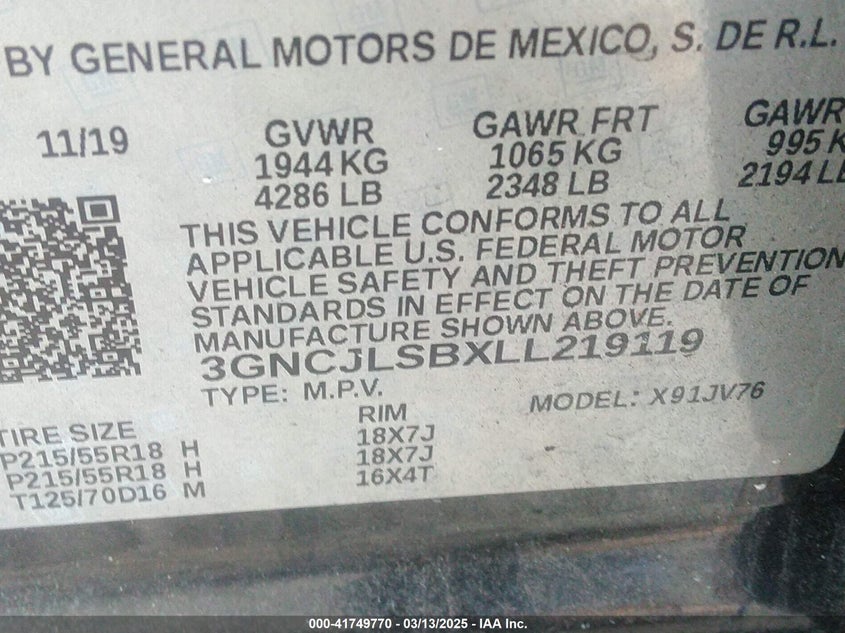 BY GENERAL MOTORS DE MEXICO, S. DE R.L.
11/19 GVWR GAWR FRT GAWR
1944 KG 1065 KG 995 K
4286 LB 2348 LB 2194 LB
THIS VEHICLE CONFORMS TO ALL
APPLICABLE U.S. FEDERAL MOTOR
VEHICLE SAFETY AND THEFT PREVENTION
STANDARDS IN EFFECT ON THE DATE OF
MANUFACTURE SHOWN ABOVE.
3GNCJLSBXLL219119
TYPE: M.P.V. MODEL: X91JV76
TIRE SIZE RIM
P215/55R18 H 18X7J
P215/55R18 H 18X7J
T125/70D16 M 16X4T
000-41749770 - 03/13/2025 - IAA Inc.